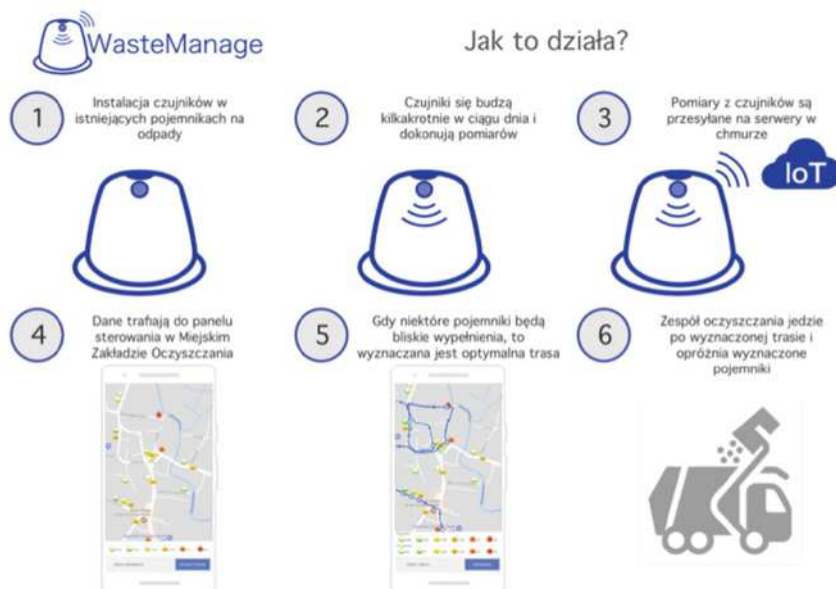 WasteManage
Jak to działa?
1
Instalacja czujników w
istniejących pojemnikach na
odpady
2
Czujniki się budzą
kilkakrotnie w ciągu dnia i
dokonują pomiarów
3
Pomiary z czujników są
przesyłane na serwery w
chmurze
IoT
4
Dane trafiają do panelu
sterowania w Miejskim
Zakładzie Oczyszczania
5
Gdy niektóre pojemniki będą
bliskie wypełnienia, to
wyznaczana jest optymalna trasa
6
Zespół oczyszczania jedzie
po wyznaczonej trasie i
opróżnia wyznaczone
pojemniki